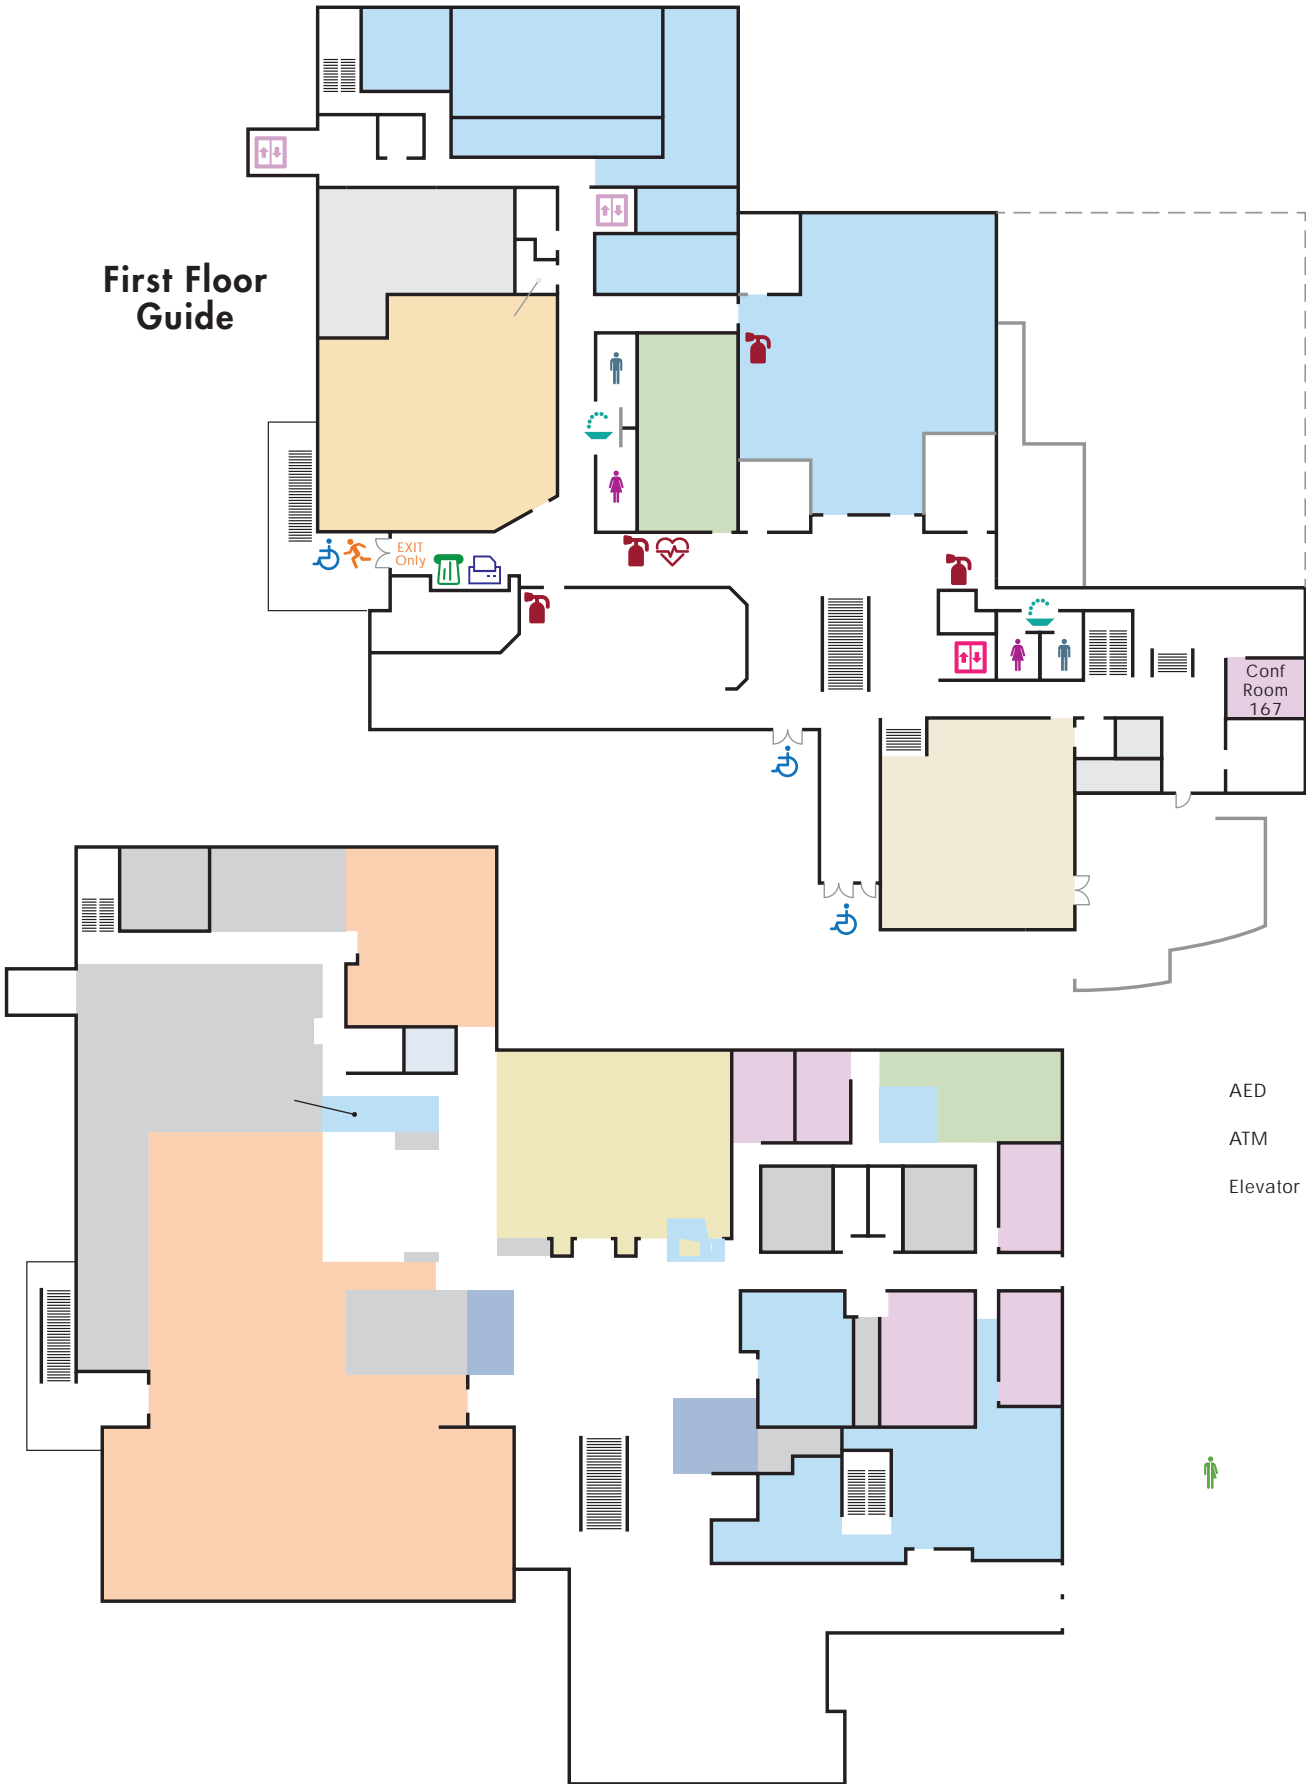 First Floor
Guide
EXIT
Only
Conf
Room
167
AED
ATM
Elevator